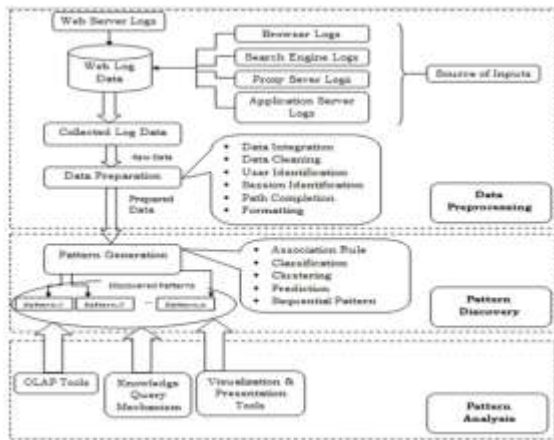 Web Server Logs
Web Log
Data
Browser Logs
Search Engine Logs
Proxy Sever Logs
Application Server
Logs
Source of Inputs
Collected Log Data
Raw Data
Data Preparation
Prepared
Data
• Data Integration
• Data Cleaning
• User Identification
• Session Identification
• Path Completion
• Formatting
Data
Preprocessing
Pattern Generation
Discovered Patterns
• Association Rule
• Classification
• Clustering
• Prediction
• Sequential Pattern
...
Pattern
Discovery
OLAP Tools
Knowledge
Query
Mechanism
Visualization &
Presentation
Tools
Pattern
Analysis